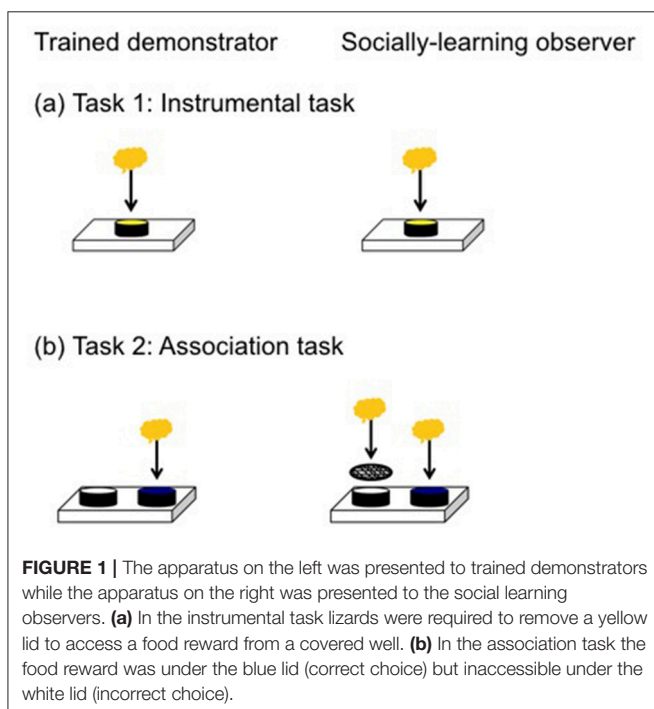 Trained demonstrator Socially-learning observer
(a) Task 1: Instrumental task
(b) Task 2: Association task
FIGURE 1 | The apparatus on the left was presented to trained demonstrators
while the apparatus on the right was presented to the social learning
observers. (a) In the instrumental task lizards were required to remove a yellow
lid to access a food reward from a covered well. (b) In the association task the
food reward was under the blue lid (correct choice) but inaccessible under the
white lid (incorrect choice).